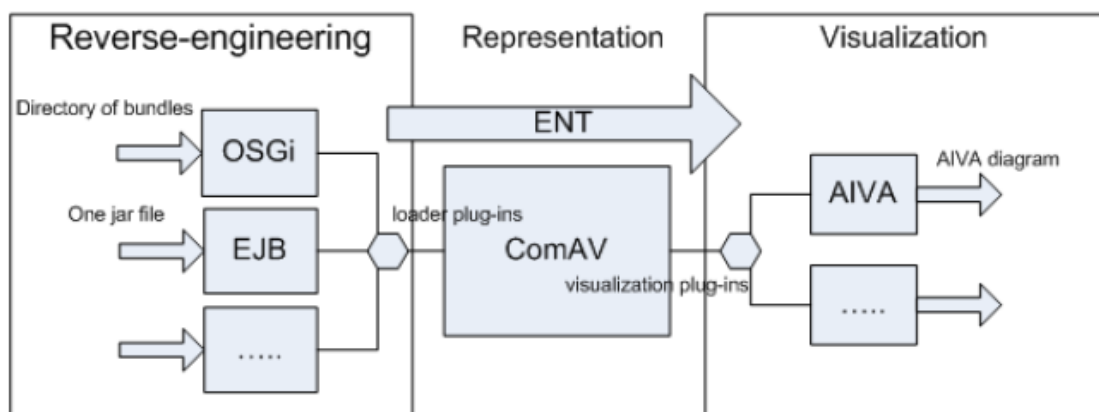 Reverse-engineering
Representation
Visualization
Directory of bundles
OSGi
ENT
AIVA diagram
AIVA
One jar file
EJB
loader plug-ins
ComAV
visualization plug-ins
.....
.....